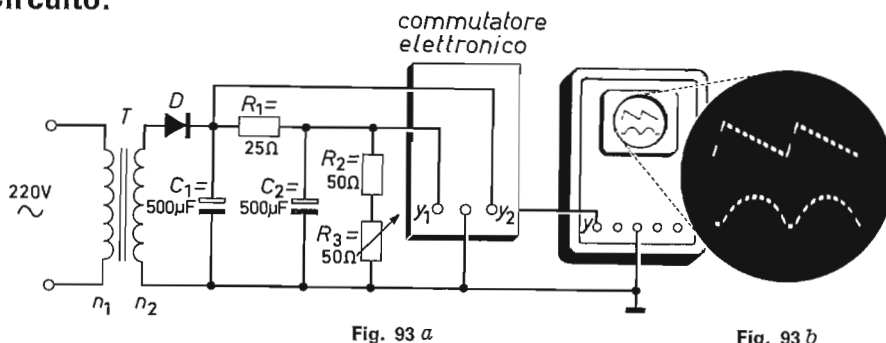 circuito.
commutatore
elettronico
T
D
R₁=
25Ω
220V
C₁=
500μF
C₂=
500μF
R₂=
50Ω
R₃=
50Ω
y₁
y₂
y
n₁
n₂
Fig. 93 a
Fig. 93 b